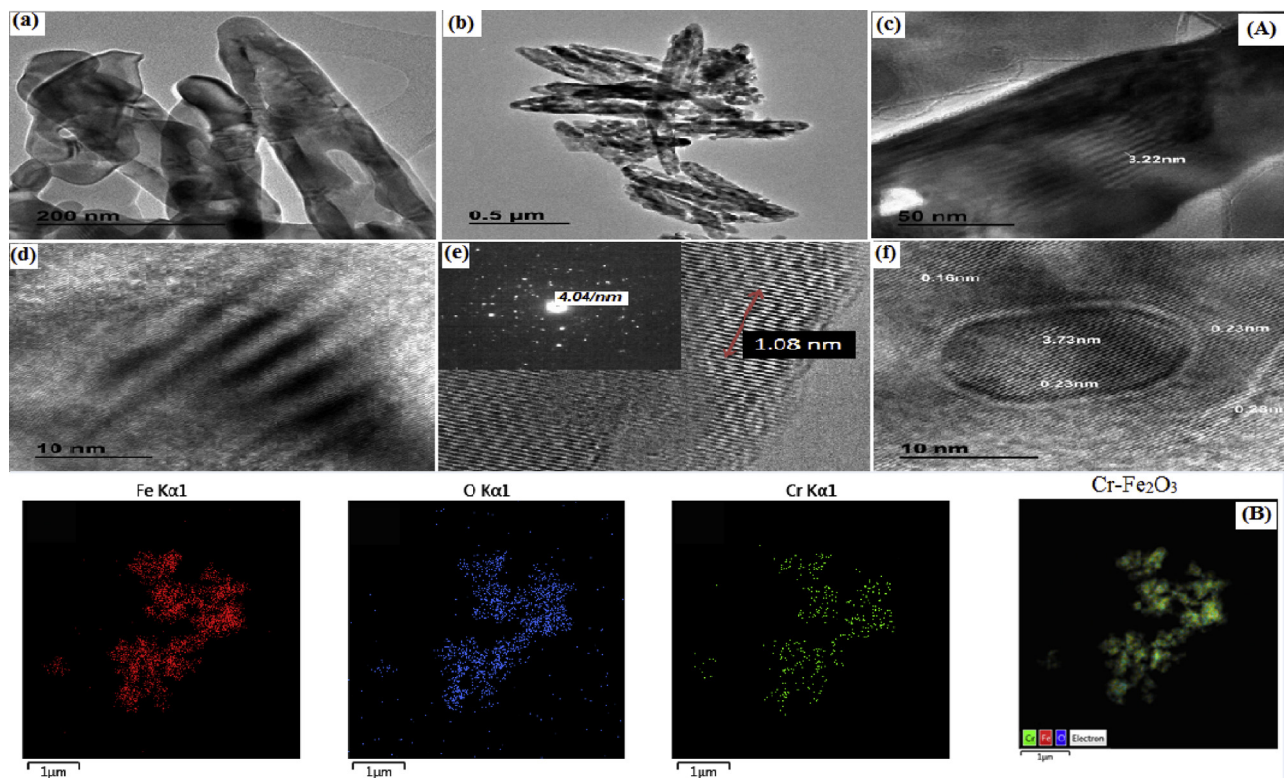 (a)
200 nm
(b)
0.5 µm
(c)
(A)
3.22nm
50 nm
(d)
10 nm
(e)
4.04/nm
1.08 nm
(f)
0.16nm
0.23nm
3.73nm
0.23nm
0.26nm
10 nm
Fe Kα1
1µm
O Kα1
1µm
Cr Kα1
1µm
Cr-Fe₂O₃
(B)
Cr Fe O Electron
1µm